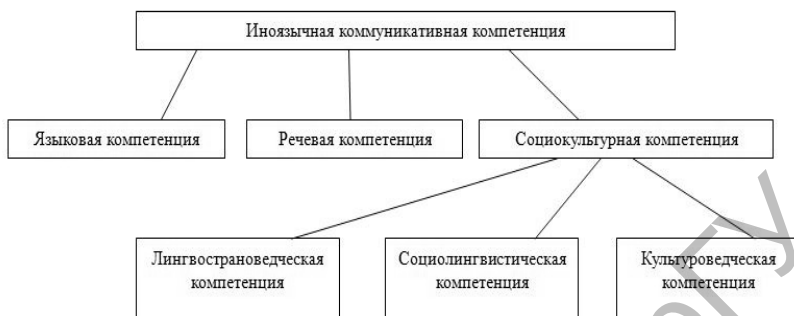 Иноязычная коммуникативная компетенция
Языковая компетенция
Речевая компетенция
Социокультурная компетенция
Лингвострановедческая
компетенция
Социолингвистическая
компетенция
Культуроведческая
компетенция